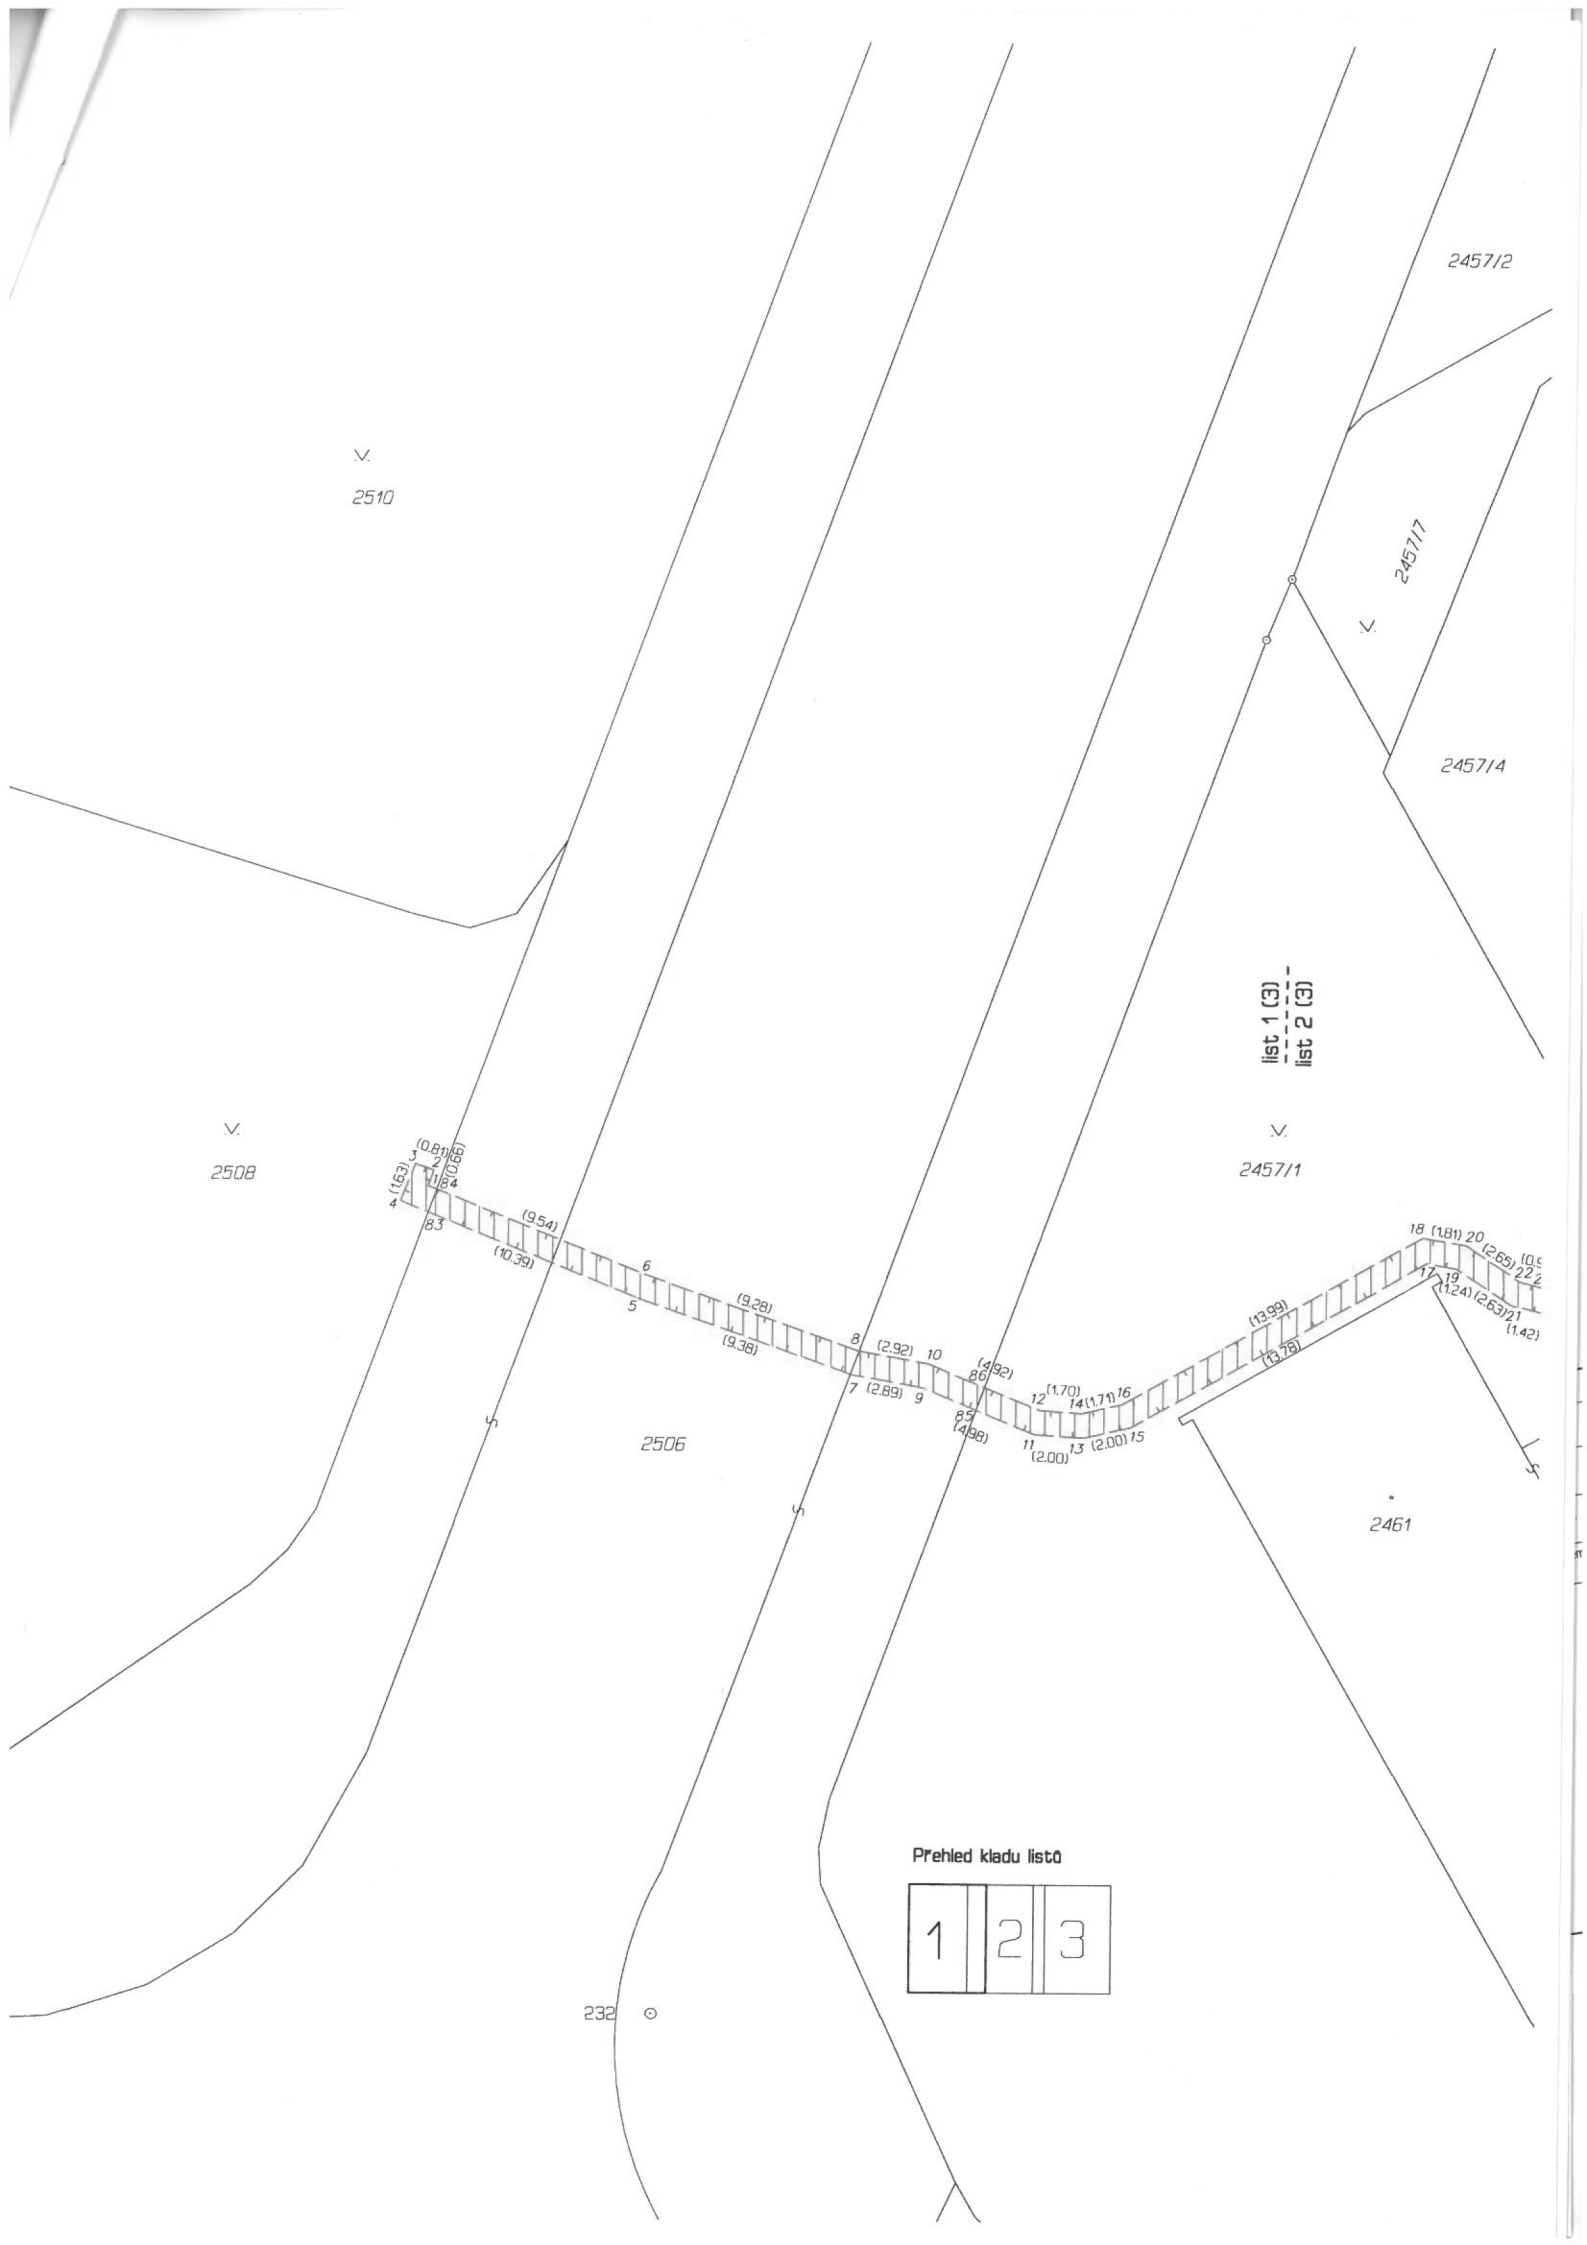 2457/2
2510
2457/7
2457/4
list 1 (3)
list 2 (3)
2508
2457/1
3 (0.81) 2
(0.66)
(1.63)
1 84
4
83
(9.54)
(10.39)
6
5
(9.28)
(9.38)
8 (2.92) 10
7 (2.89) 9
(4.92)
86
85
(4.98)
12 (1.70) 14 (1.71) 16
11 (2.00) 13 (2.00) 15
(13.99)
(13.78)
18 (1.81) 20 (2.65) 22
17 19 (1.24) (2.63) 21
(1.42)
2506
2461
Přehled kladu listů
1 2 3
232